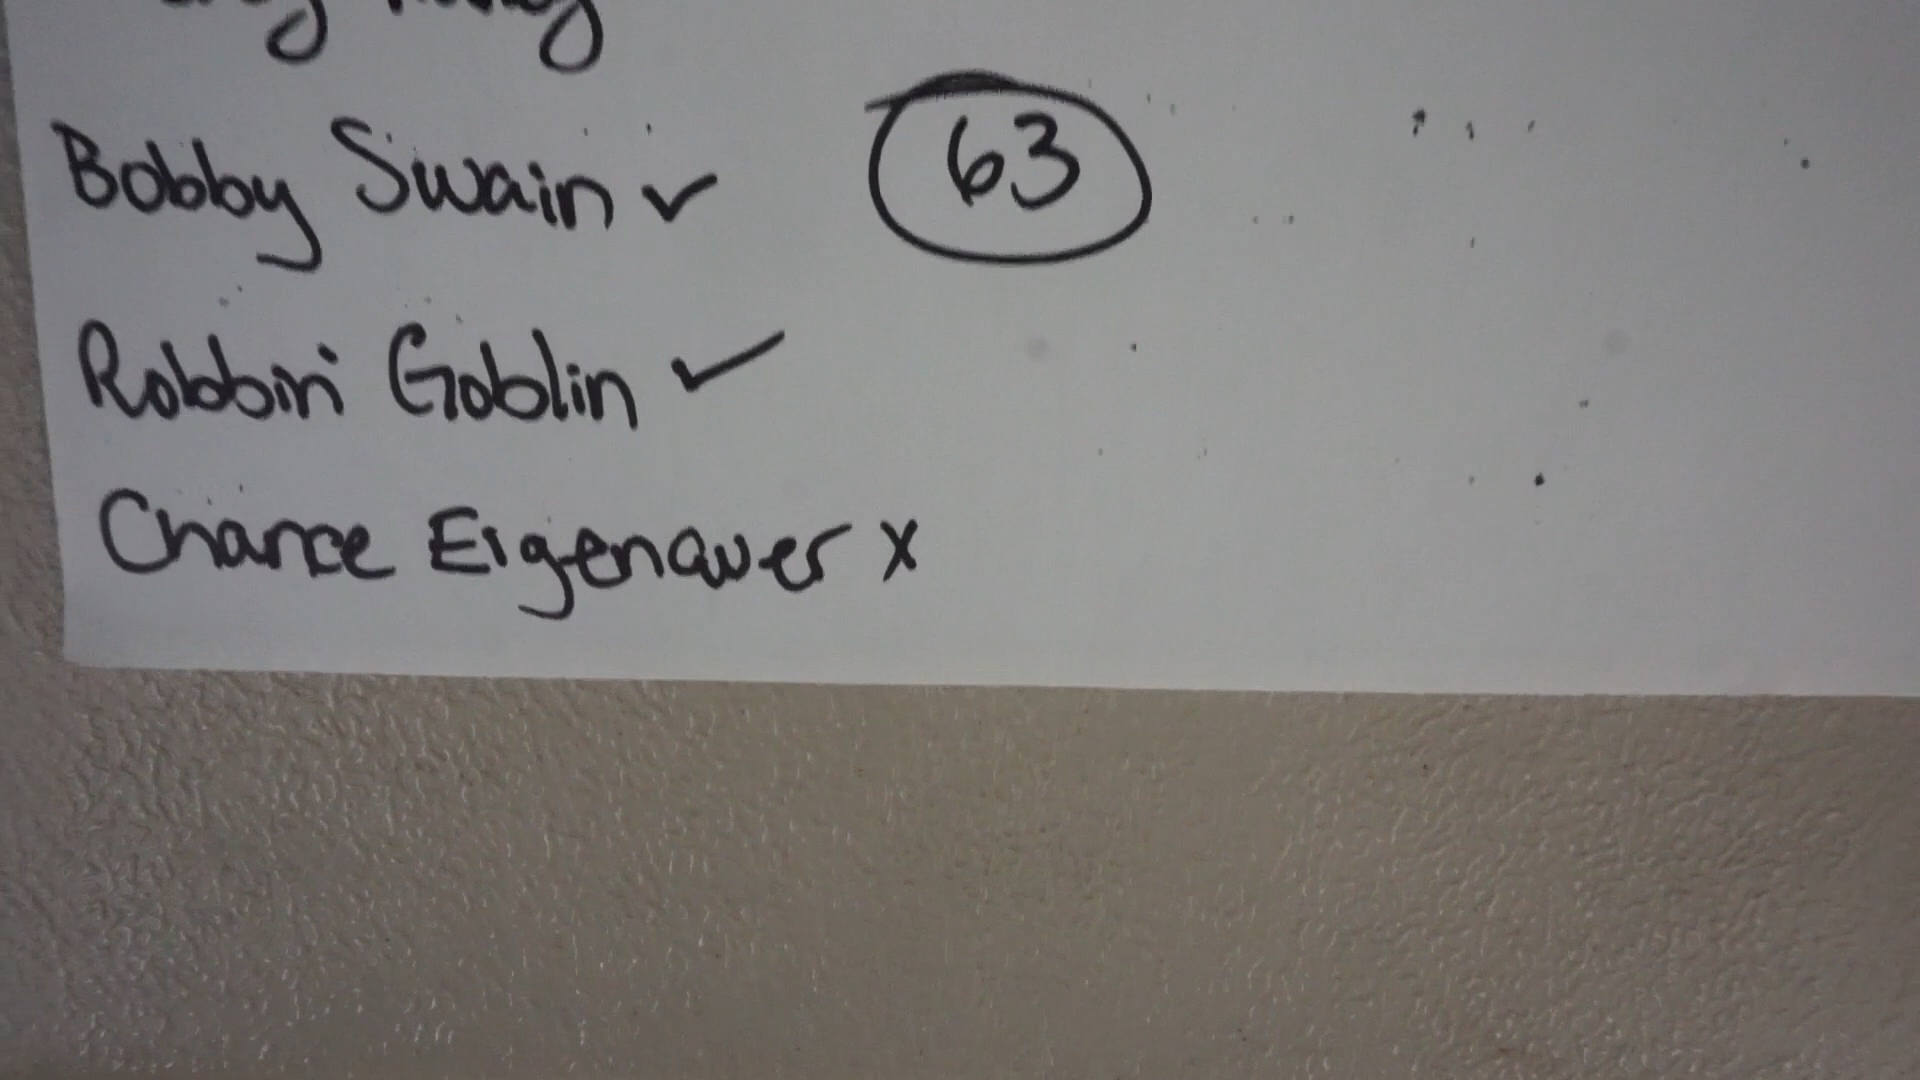 Bobby Swain ✓ 63
Robbin Goblin ✓
Chance Eigenauer x